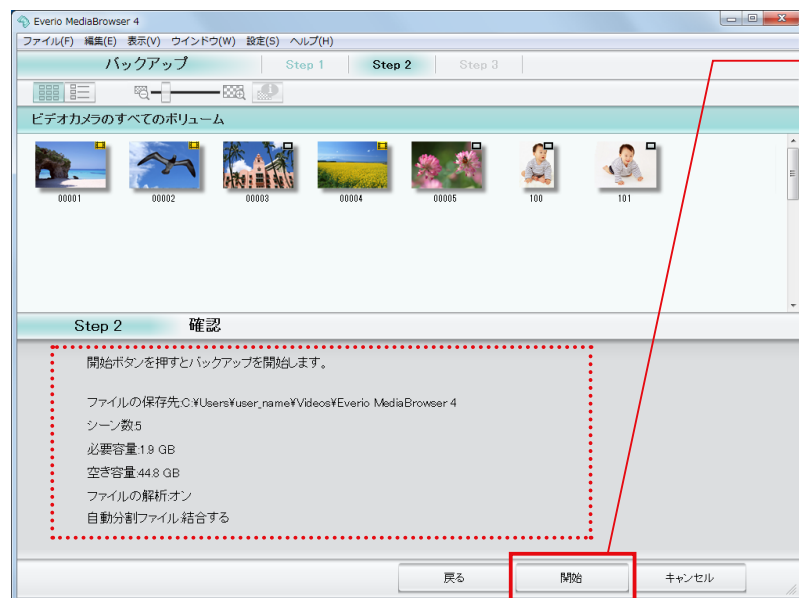 Everio MediaBrowser 4
ファイル(F) 編集(E) 表示(V) ウインドウ(W) 設定(S) ヘルプ(H)
バックアップ Step 1 Step 2 Step 3
ビデオカメラのすべてのボリューム
00001 00002 00003 00004 00005 100 101
Step 2 確認
開始ボタンを押すとバックアップを開始します。
ファイルの保存先:C:¥Users¥user_name¥Videos¥Everio MediaBrowser 4
シーン数:5
必要容量:1.9 GB
空き容量:44.8 GB
ファイルの解析:オン
自動分割ファイル:結合する
戻る 開始 キャンセル